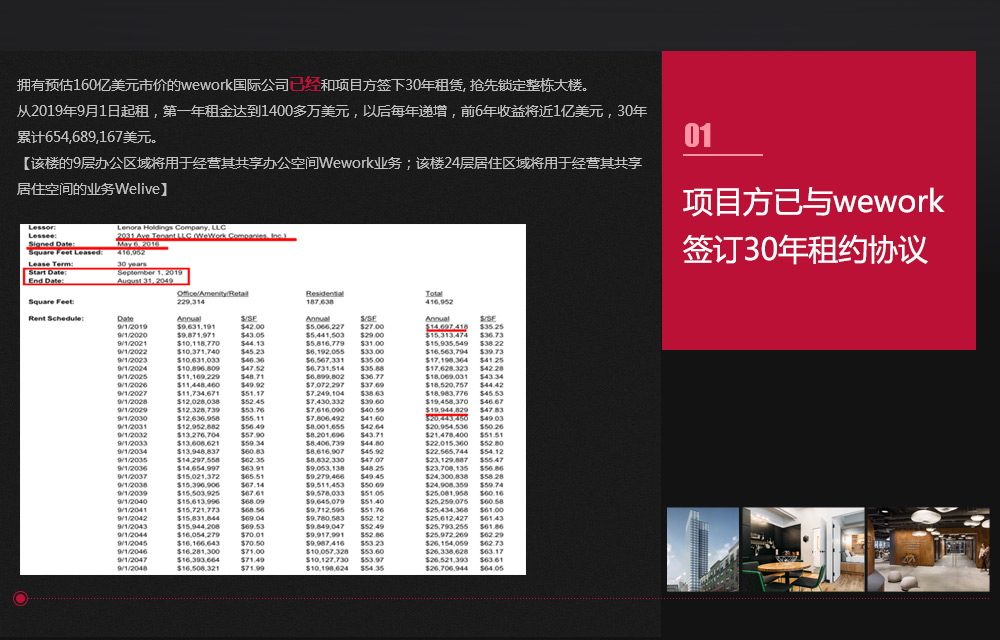 拥有预估160亿美元市价的wework国际公司已经和项目方签下30年租赁, 抢先锁定整栋大楼。
从2019年9月1日起租，第一年租金达到1400多万美元，以后每年递增，前6年收益将近1亿美元，30年
累计654,689,167美元。
【该楼的9层办公区域将用于经营其共享办公空间Wework业务；该楼24层居住区域将用于经营其共享
居住空间的业务Welive】
01
项目方已与wework
签订30年租约协议
Lessor: Lenora Holdings Company, LLC
Lessee: 2031 Ave Tenant LLC (WeWork Companies, Inc.)
Signed Date: May 6, 2016
Square Feet Leased: 416,952
Lease Term: 30 years
Start Date: September 1, 2019
End Date: August 31, 2049
Office/Amenity/Retail Residential Total
Square Feet: 229,314 187,638 416,952
Rent Schedule: Date Annual $/SF Annual $/SF Annual $/SF
9/1/2019 $9,631,191 $42.00 $5,066,227 $27.00 $14,697,418 $35.25
9/1/2020 $9,871,971 $43.05 $5,441,503 $29.00 $15,313,474 $36.73
9/1/2021 $10,118,770 $44.13 $5,816,779 $31.00 $15,935,549 $38.22
9/1/2022 $10,371,740 $45.23 $6,192,055 $33.00 $16,563,794 $39.73
9/1/2023 $10,631,033 $46.36 $6,567,331 $35.00 $17,198,364 $41.25
9/1/2024 $10,896,809 $47.52 $6,731,514 $35.88 $17,628,323 $42.28
9/1/2025 $11,169,229 $48.71 $6,899,802 $36.77 $18,069,031 $43.34
9/1/2026 $11,448,460 $49.92 $7,072,297 $37.69 $18,520,757 $44.42
9/1/2027 $11,734,671 $51.17 $7,249,104 $38.63 $18,983,776 $45.53
9/1/2028 $12,028,038 $52.45 $7,430,332 $39.60 $19,458,370 $46.67
9/1/2029 $12,328,739 $53.76 $7,616,090 $40.59 $19,944,829 $47.83
9/1/2030 $12,636,958 $55.11 $7,806,492 $41.60 $20,443,450 $49.03
9/1/2031 $12,952,882 $56.49 $8,001,655 $42.64 $20,954,536 $50.26
9/1/2032 $13,276,704 $57.90 $8,201,696 $43.71 $21,478,400 $51.51
9/1/2033 $13,608,621 $59.34 $8,406,739 $44.80 $22,015,360 $52.80
9/1/2034 $13,948,837 $60.83 $8,616,907 $45.92 $22,565,744 $54.12
9/1/2035 $14,297,558 $62.35 $8,832,330 $47.07 $23,129,887 $55.47
9/1/2036 $14,654,997 $63.91 $9,053,138 $48.25 $23,708,135 $56.86
9/1/2037 $15,021,372 $65.51 $9,279,466 $49.45 $24,300,838 $58.28
9/1/2038 $15,396,906 $67.14 $9,511,453 $50.69 $24,908,359 $59.74
9/1/2039 $15,503,925 $67.61 $9,578,033 $51.05 $25,081,958 $60.16
9/1/2040 $15,613,996 $68.09 $9,645,079 $51.40 $25,259,075 $60.58
9/1/2041 $15,721,773 $68.56 $9,712,595 $51.76 $25,434,368 $61.00
9/1/2042 $15,831,844 $69.04 $9,780,583 $52.12 $25,612,427 $61.43
9/1/2043 $15,944,208 $69.53 $9,849,047 $52.49 $25,793,255 $61.86
9/1/2044 $16,054,279 $70.01 $9,917,991 $52.86 $25,972,269 $62.29
9/1/2045 $16,166,643 $70.50 $9,987,416 $53.23 $26,154,059 $62.73
9/1/2046 $16,281,300 $71.00 $10,057,328 $53.60 $26,338,628 $63.17
9/1/2047 $16,393,664 $71.49 $10,127,730 $53.97 $26,521,393 $63.61
9/1/2048 $16,508,321 $71.99 $10,198,624 $54.35 $26,706,944 $64.05